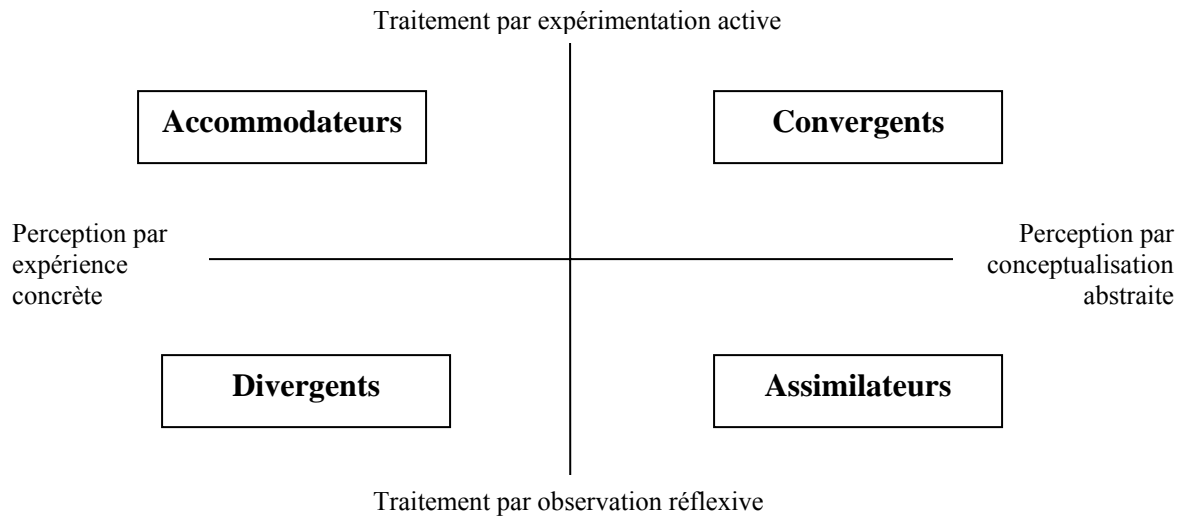 Traitement par expérimentation active
Accommodateurs
Convergents
Perception par
expérience
concrète
Perception par
conceptualisation
abstraite
Divergents
Assimilateurs
Traitement par observation réflexive